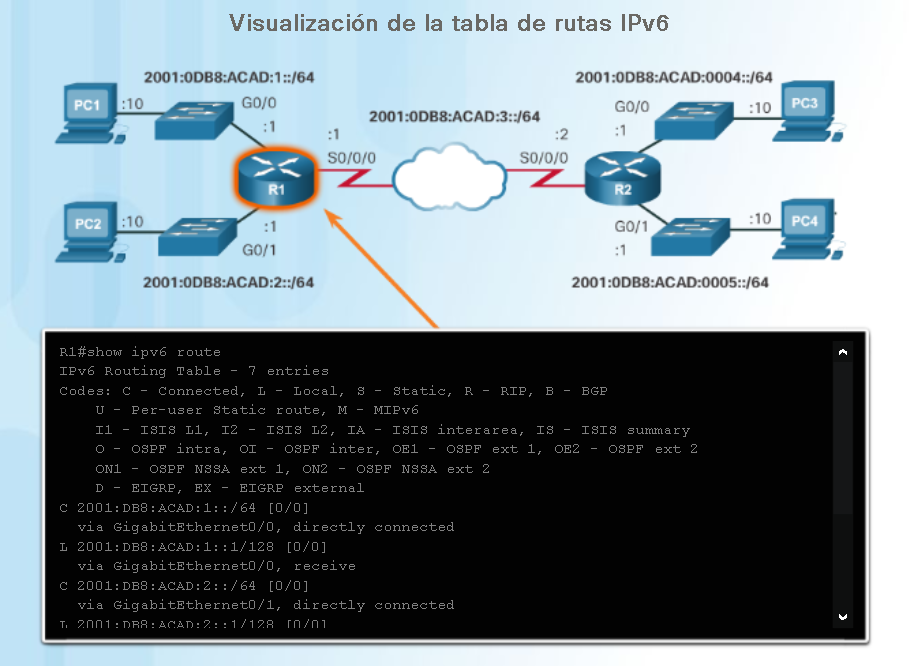 Visualización de la tabla de rutas IPv6
2001:0DB8:ACAD:1::/64
2001:0DB8:ACAD:0004::/64
PC1
:10
G0/0
:1
2001:0DB8:ACAD:3::/64
G0/0
:1
:10
PC3
:1
S0/0/0
:2
S0/0/0
R1
R2
PC2
:10
:1
G0/1
G0/1
:1
:10
PC4
2001:0DB8:ACAD:2::/64
2001:0DB8:ACAD:0005::/64
R1#show ipv6 route
IPv6 Routing Table - 7 entries
Codes: C - Connected, L - Local, S - Static, R - RIP, B - BGP
U - Per-user Static route, M - MIPv6
I1 - ISIS L1, I2 - ISIS L2, IA - ISIS interarea, IS - ISIS summary
O - OSPF intra, OI - OSPF inter, OE1 - OSPF ext 1, OE2 - OSPF ext 2
ON1 - OSPF NSSA ext 1, ON2 - OSPF NSSA ext 2
D - EIGRP, EX - EIGRP external
C 2001:DB8:ACAD:1::/64 [0/0]
via GigabitEthernet0/0, directly connected
L 2001:DB8:ACAD:1::1/128 [0/0]
via GigabitEthernet0/0, receive
C 2001:DB8:ACAD:2::/64 [0/0]
via GigabitEthernet0/1, directly connected
L 2001:DB8:ACAD:2::1/128 [0/0]